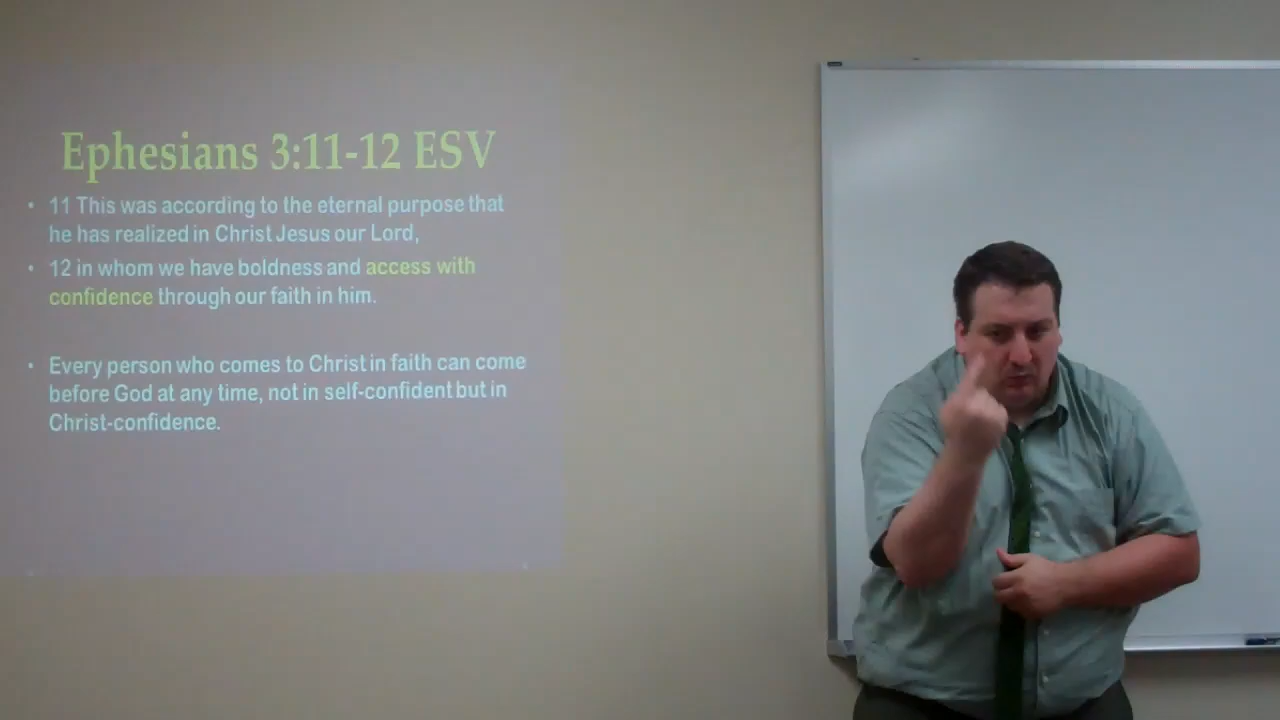 Ephesians 3:11-12 ESV
• 11 This was according to the eternal purpose that
he has realized in Christ Jesus our Lord,
• 12 in whom we have boldness and access with
confidence through our faith in him.
• Every person who comes to Christ in faith can come
before God at any time, not in self-confident but in
Christ-confidence.